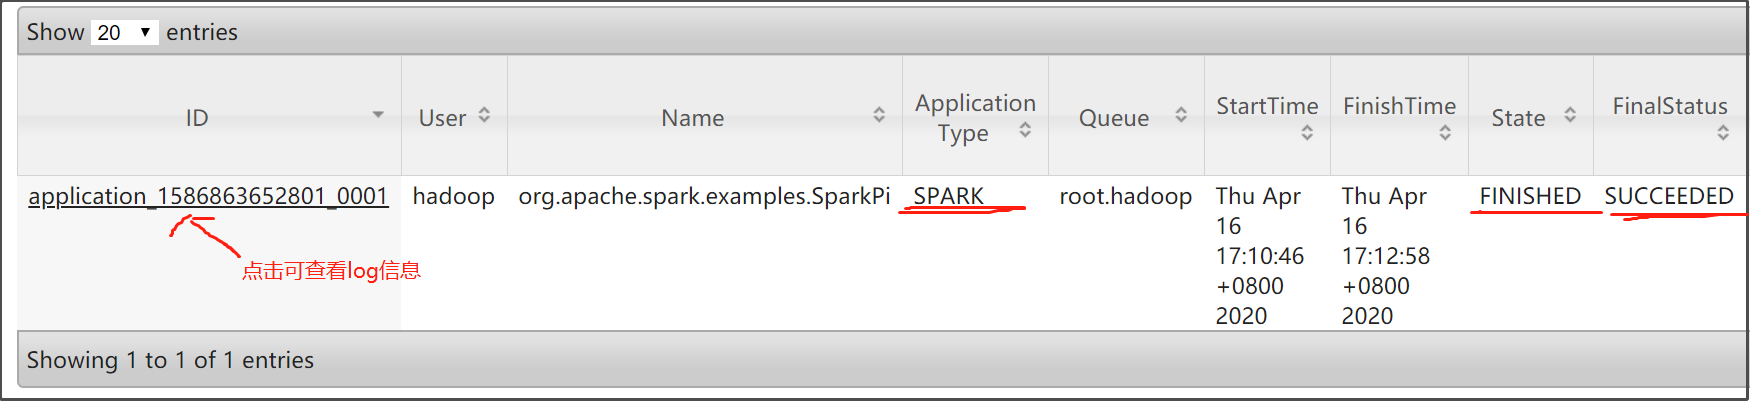 Show 20 entries
ID User Name Application Type Queue StartTime FinishTime State FinalStatus
application_1586863652801_0001 hadoop org.apache.spark.examples.SparkPi SPARK root.hadoop Thu Apr 16 17:10:46 +0800 2020 Thu Apr 16 17:12:58 +0800 2020 FINISHED SUCCEEDED
点击可查看log信息
Showing 1 to 1 of 1 entries